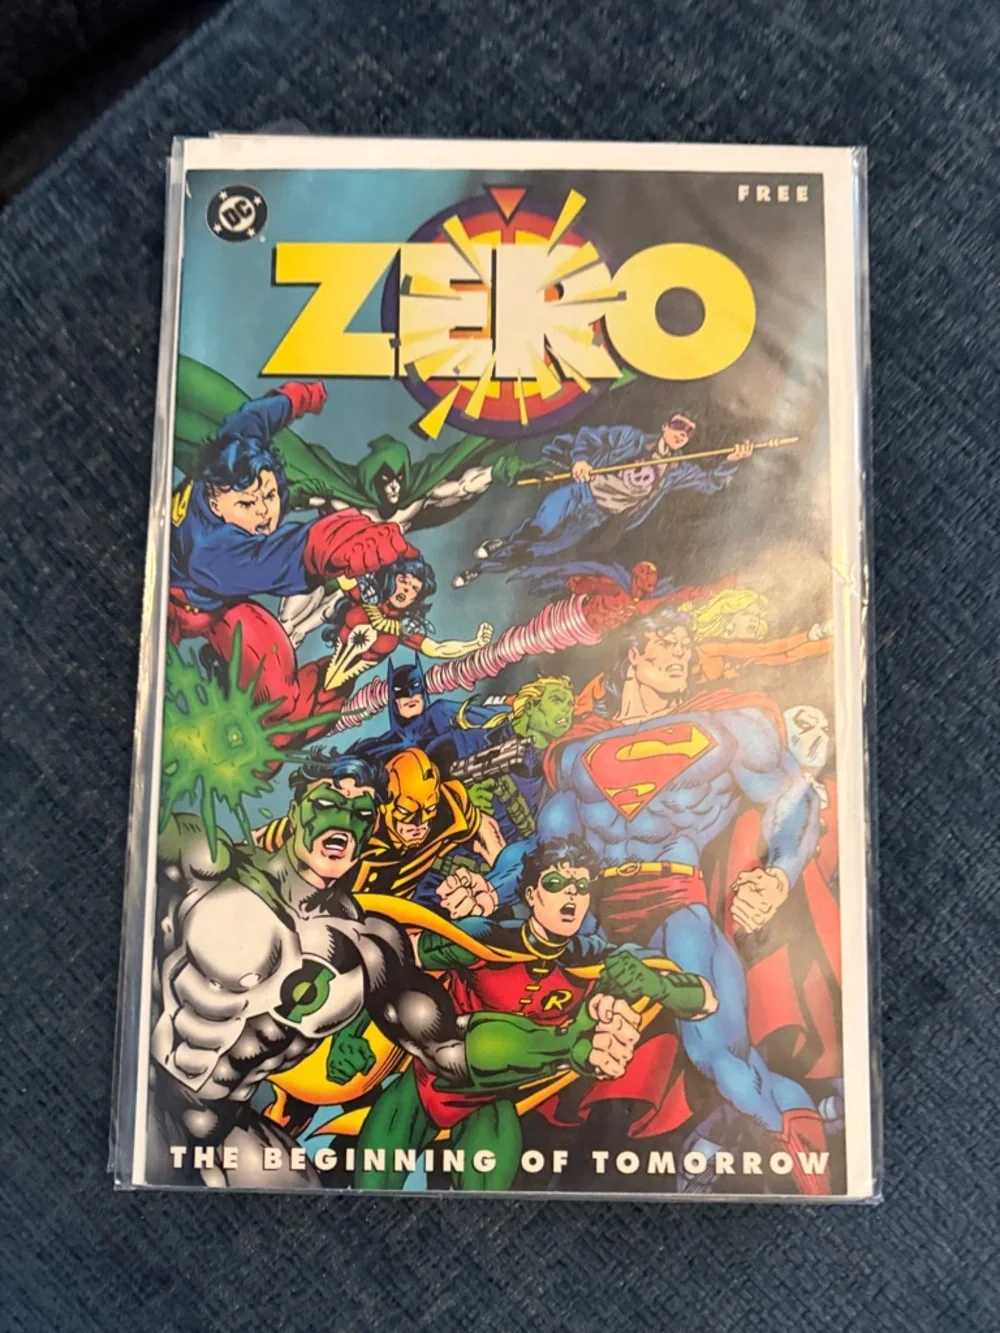 DC
FREE
ZERO
S
R
THE BEGINNING OF TOMORROW